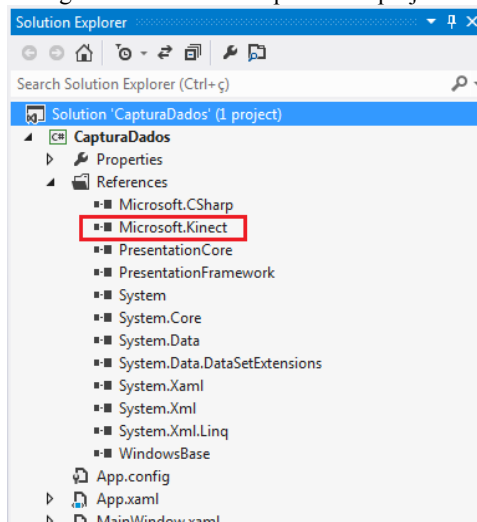 Solution Explorer
Search Solution Explorer (Ctrl+ç)
Solution 'CapturaDados' (1 project)
C# CapturaDados
Properties
References
Microsoft.CSharp
Microsoft.Kinect
PresentationCore
PresentationFramework
System
System.Core
System.Data
System.Data.DataSetExtensions
System.Xaml
System.Xml
System.Xml.Linq
WindowsBase
App.config
App.xaml
MainWindow.xaml